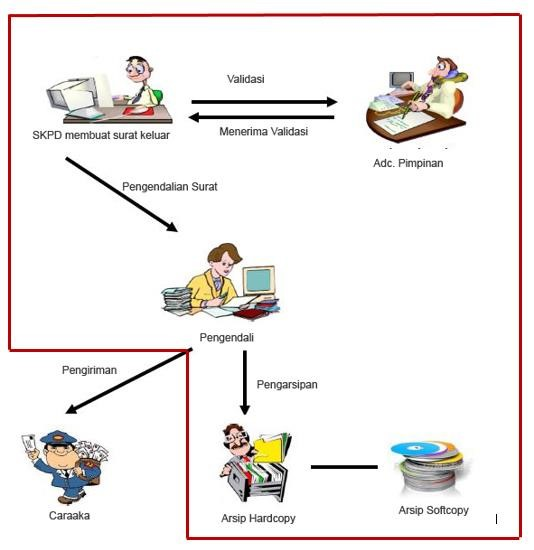 Validasi
Menerima Validasi
SKPD membuat surat keluar
Adc. Pimpinan
Pengendalian Surat
Pengendali
Pengiriman
Pengarsipan
Caraaka
Arsip Hardcopy
Arsip Softcopy